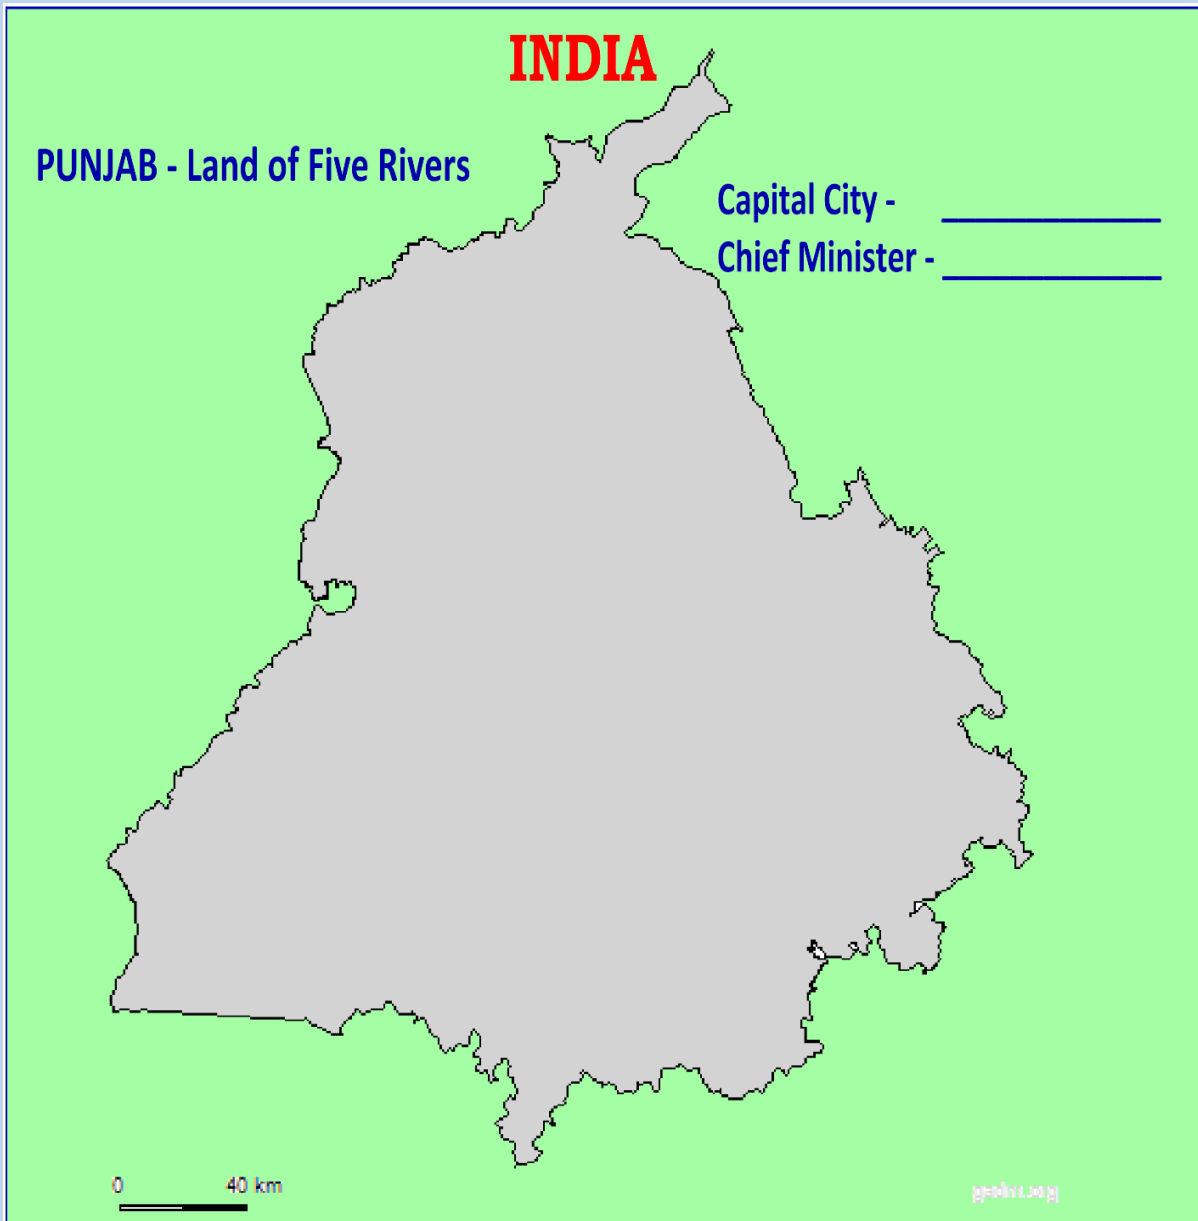 INDIA
PUNJAB - Land of Five Rivers
Capital City - ____________
Chief Minister - ____________
0 40 km